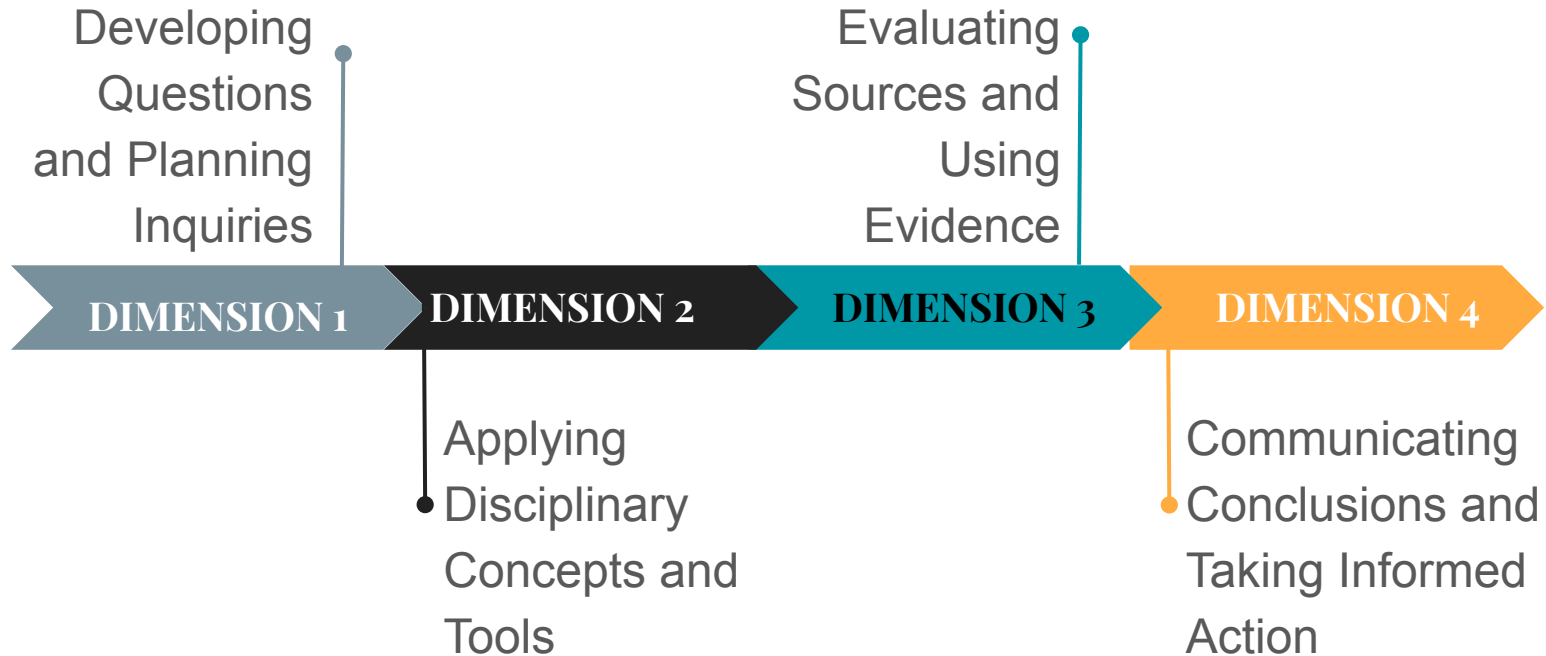 Developing
Questions
and Planning
Inquiries
Evaluating
Sources and
Using
Evidence
DIMENSION 1
DIMENSION 2
DIMENSION 3
DIMENSION 4
Applying
Disciplinary
Concepts and
Tools
Communicating
Conclusions and
Taking Informed
Action